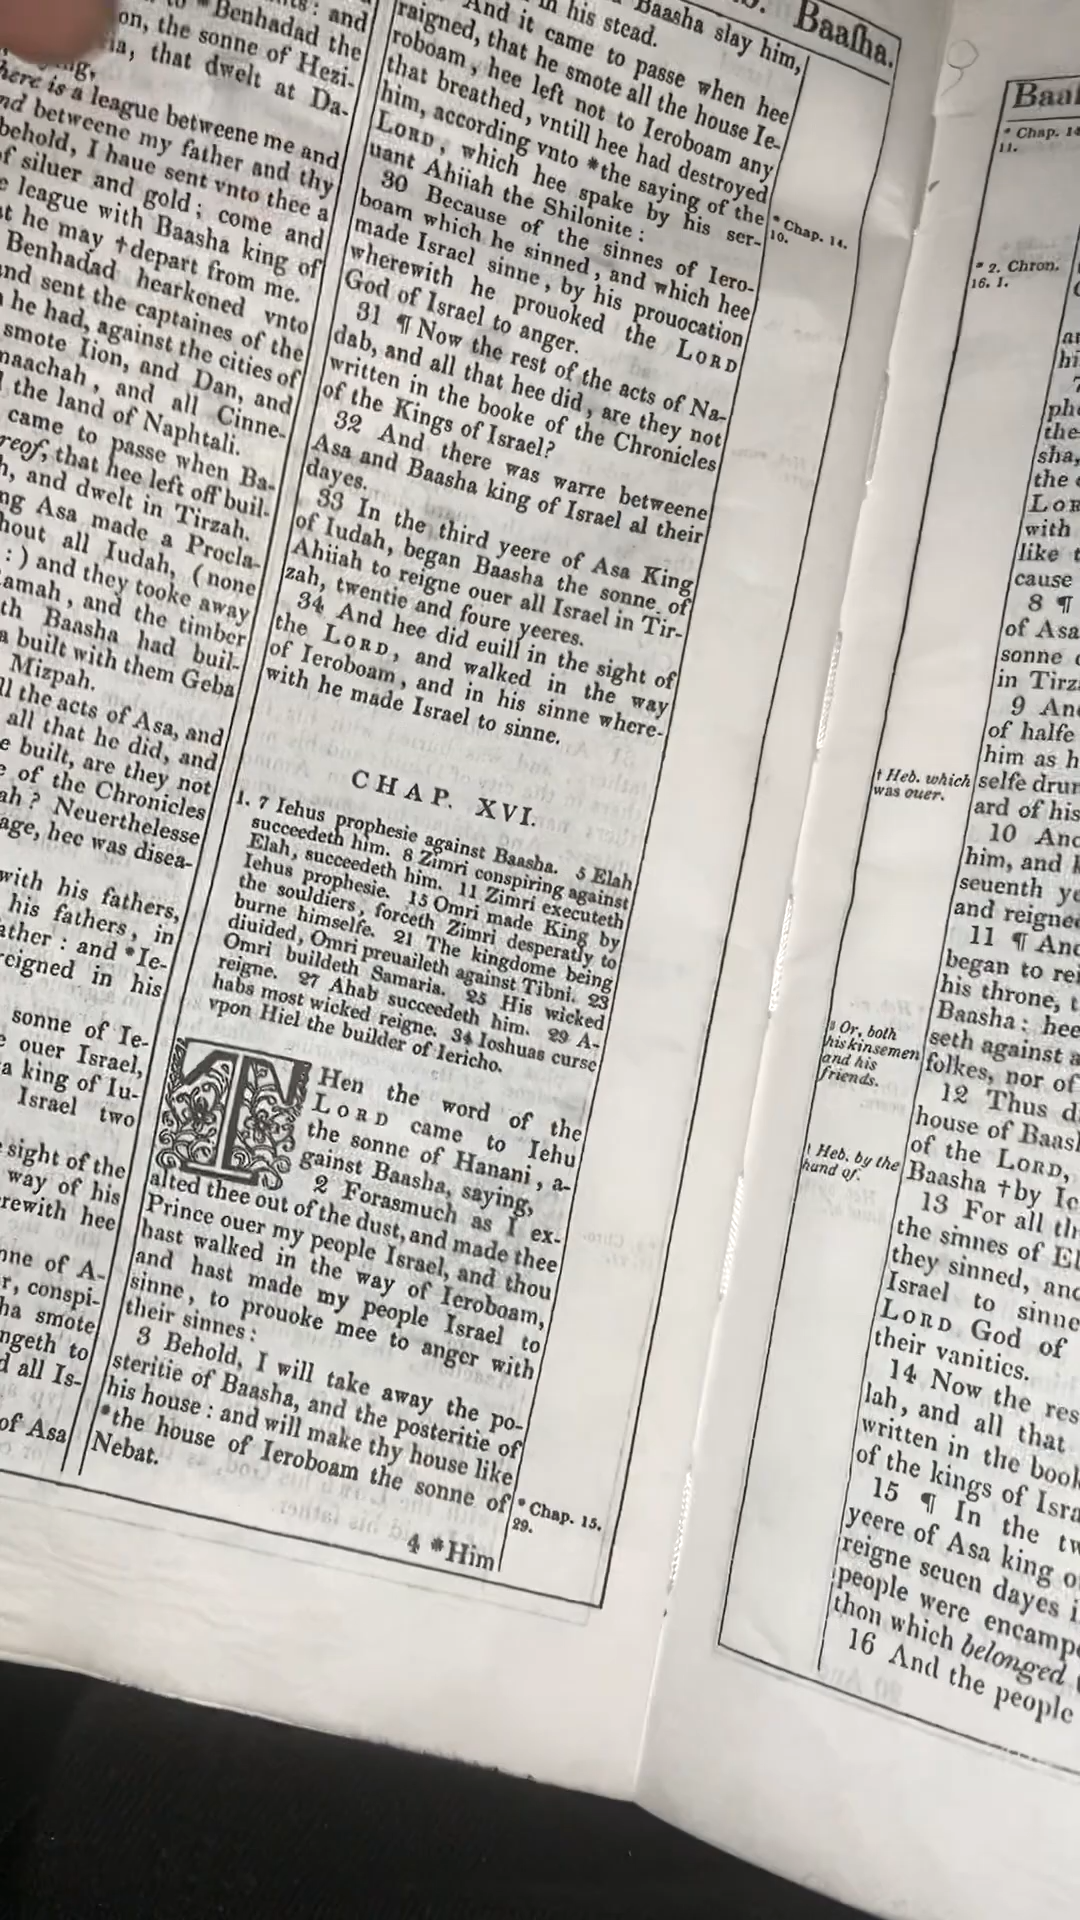 Baasha.
Benhadad the
on, the sonne of Hezi-
that dwelt at Da-
here is a league betweene me and
nd betweene my father and thy
behold, I haue sent vnto thee a
of siluer and gold; come and
e league with Baasha king of
t he may †depart from me.
Benhadad hearkened vnto
nd sent the captaines of the
he had, against the cities of
smote Iion, and Dan, and
maachah, and all Cinne-
the land of Naphtali.
came to passe when Ba-
reof, that hee left off buil-
, and dwelt in Tirzah.
ng Asa made a Procla-
hout all Iudah, (none
:) and they tooke away
amah, and the timber
th Baasha had buil-
a built with them Geba
Mizpah.
ll the acts of Asa, and
all that he did, and
e built, are they not
e of the Chronicles
ah? Neuerthelesse
age, hee was disea-
with his fathers,
his fathers, in
ather: and *Ie-
reigned in his
sonne of Ie-
e ouer Israel,
a king of Iu-
Israel two
sight of the
way of his
rewith hee
nne of A-
r, conspi-
ha smote
ngeth to
d all Is-
of Asa
Baasha slay him,
in his stead.
And it came to passe when hee
raigned, that he smote all the house Ie-
roboam, hee left not to Ieroboam any
that breathed, vntill hee had destroyed
him, according vnto *the saying of the
LORD, which hee spake by his ser-
uant Ahiiah the Shilonite:
30 Because of the sinnes of Iero-
boam which he sinned, and which hee
made Israel sinne, by his prouocation
wherewith he prouoked the LORD
God of Israel to anger.
31 ¶ Now the rest of the acts of Na-
dab, and all that hee did, are they not
written in the booke of the Chronicles
of the Kings of Israel?
32 And there was warre betweene
Asa and Baasha king of Israel al their
dayes.
33 In the third yeere of Asa King
of Iudah, began Baasha the sonne of
Ahiiah to reigne ouer all Israel in Tir-
zah, twentie and foure yeeres.
34 And hee did euill in the sight of
the LORD, and walked in the way
of Ieroboam, and in his sinne where-
with he made Israel to sinne.
CHAP. XVI.
1. 7 Iehus prophesie against Baasha. 5 Elah
succeedeth him. 8 Zimri conspiring against
Elah, succeedeth him. 11 Zimri executeth
Iehus prophesie. 15 Omri made King by
the souldiers, forceth Zimri desperatly to
burne himselfe. 21 The kingdome being
diuided, Omri preuaileth against Tibni. 23
Omri buildeth Samaria. 25 His wicked
reigne. 27 Ahab succeedeth him. 29 A-
habs most wicked reigne. 34 Ioshuas curse
vpon Hiel the builder of Iericho.
THen the word of the
LORD came to Iehu
the sonne of Hanani, a-
gainst Baasha, saying,
2 Forasmuch as I ex-
alted thee out of the dust, and made thee
Prince ouer my people Israel, and thou
hast walked in the way of Ieroboam,
and hast made my people Israel to
sinne, to prouoke mee to anger with
their sinnes:
3 Behold, I will take away the po-
steritie of Baasha, and the posteritie of
his house: and will make thy house like
*the house of Ieroboam the sonne of
Nebat.
4 *Him
* Chap. 14.
10.
* Chap. 15.
29.
Baa
* Chap. 14
11.
* 2. Chron.
16. 1.
† Heb. which
was ouer.
Or, both
his kinsemen
and his
friends.
† Heb. by the
hand of.
hi
7
the
sha,
the
LOR
with
like t
cause
8 ¶
of Asa
sonne
in Tirz
9 And
of halfe
him as h
selfe drun
ard of his
10 And
him, and k
seuenth ye
and reigned
11 ¶ And
began to rei
his throne, t
Baasha: hee
seth against a
folkes, nor of
12 Thus di
house of Baash
of the LORD,
Baasha †by Ie
13 For all th
the sinnes of El
they sinned, and
Israel to sinne
LORD God of
their vanities.
14 Now the res
lah, and all that
written in the book
of the kings of Isra
15 ¶ In the tw
yeere of Asa king o
reigne seuen dayes i
people were encampe
thon which belonged
16 And the people